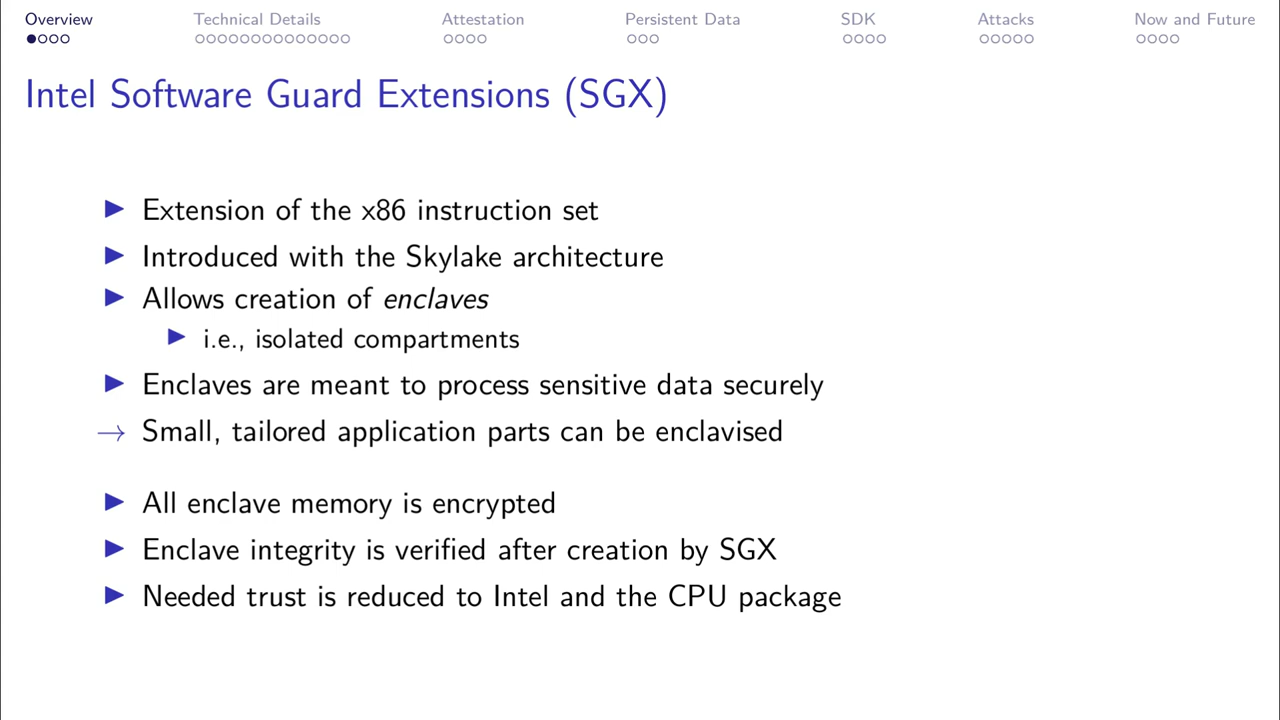 Overview Technical Details Attestation Persistent Data SDK Attacks Now and Future
Intel Software Guard Extensions (SGX)
Extension of the x86 instruction set
Introduced with the Skylake architecture
Allows creation of enclaves
i.e., isolated compartments
Enclaves are meant to process sensitive data securely
→ Small, tailored application parts can be enclavised
All enclave memory is encrypted
Enclave integrity is verified after creation by SGX
Needed trust is reduced to Intel and the CPU package